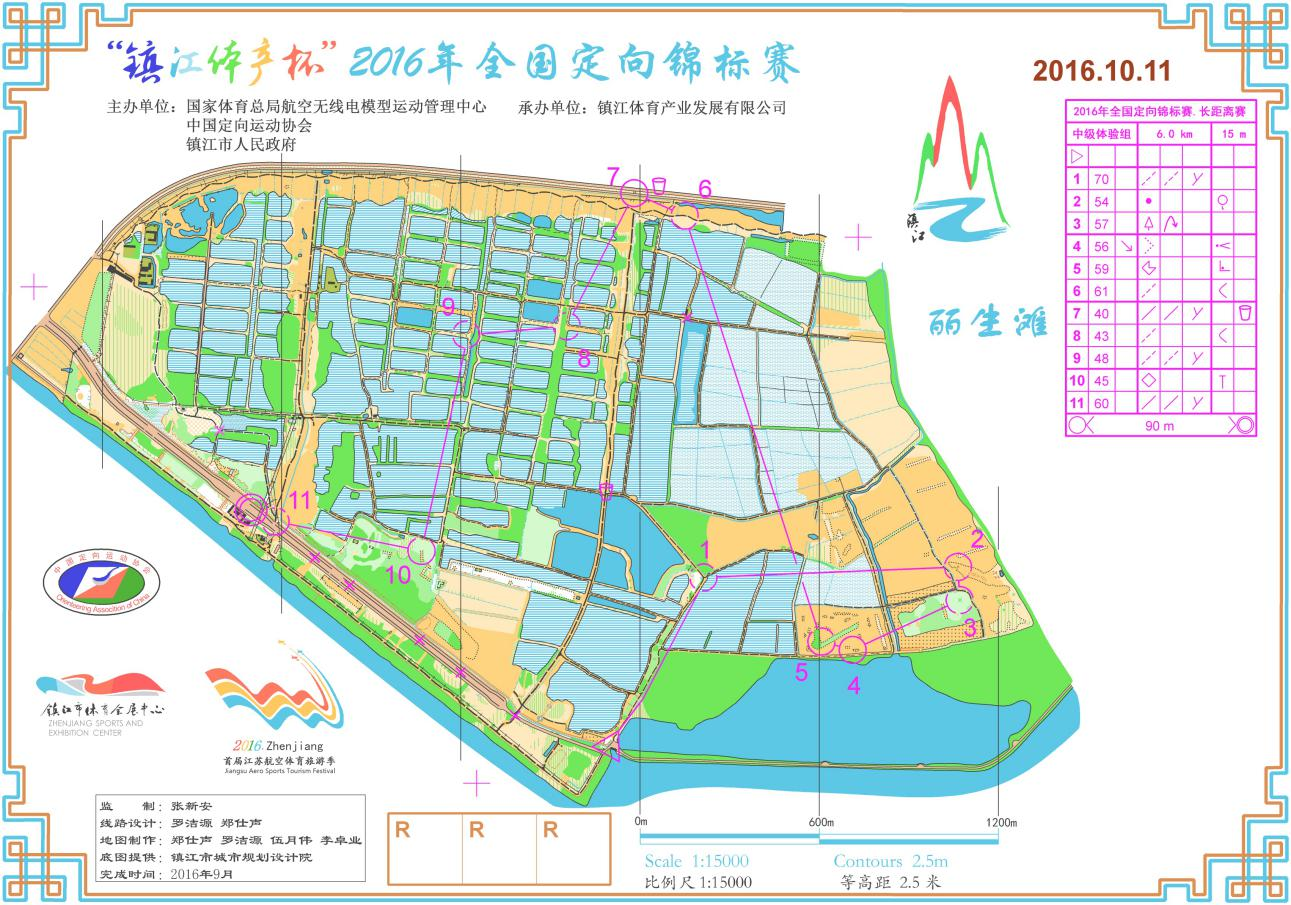 “镇江体产杯”2016年全国定向锦标赛
主办单位：国家体育总局航空无线电模型运动管理中心 承办单位：镇江体育产业发展有限公司
中国定向运动协会
镇江市人民政府
2016.10.11
2016年全国定向锦标赛.长距离赛
中级体验组 6.0 km 15 m
1 70
2 54
3 57
4 56
5 59
6 61
7 40
8 43
9 48
10 45
11 60
90 m
镇江
丽生滩
7
6
9
8
11
10
1
2
3
5
4
中国定向运动协会
Orienteering Association of China
镇江市体育会展中心
ZHENJIANG SPORTS AND
EXHIBITION CENTER
2016.Zhenjiang
首届江苏航空体育旅游季
Jiangsu Aero Sports Tourism Festival
监 制：张新安
线路设计：罗洁源 郑仕声
地图制作：郑仕声 罗洁源 伍月伟 李卓业
底图提供：镇江市城市规划设计院
完成时间：2016年9月
R R R
0m 600m 1200m
Scale 1:15000 Contours 2.5m
比例尺 1:15000 等高距 2.5 米